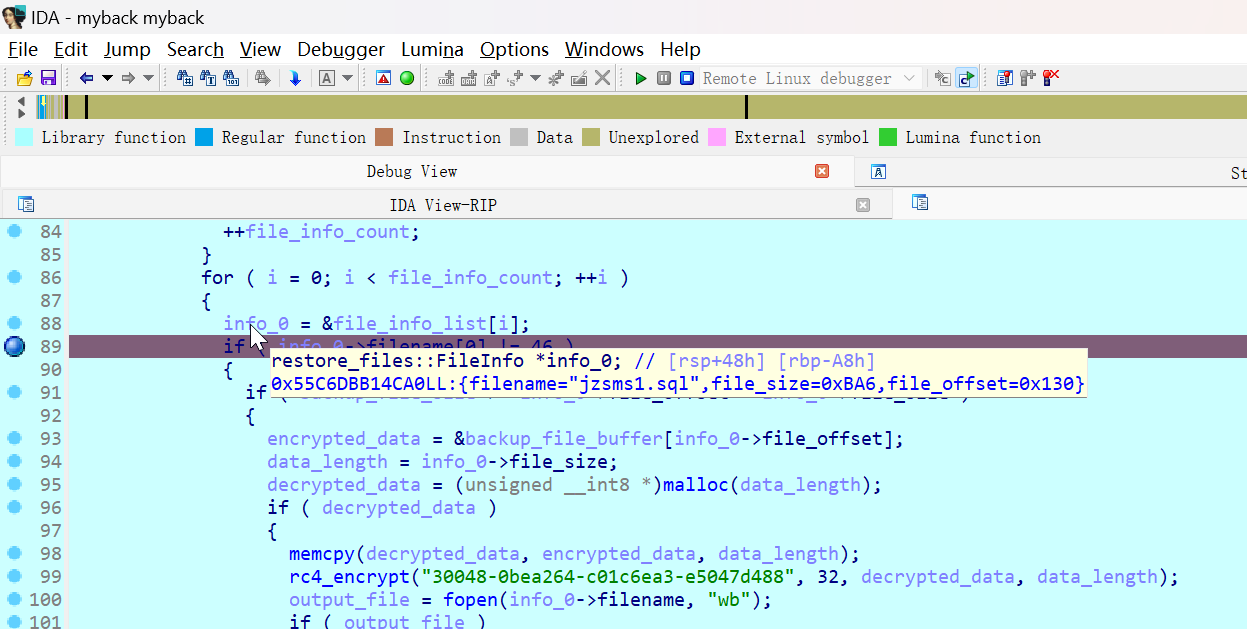 IDA - myback myback
File Edit Jump Search View Debugger Lumina Options Windows Help
Remote Linux debugger
Library function Regular function Instruction Data Unexplored External symbol Lumina function
Debug View St
IDA View-RIP
84 ++file_info_count;
85 }
86 for ( i = 0; i < file_info_count; ++i )
87 {
88 info_0 = &file_info_list[i];
89 if ( info_0->filename[0] != 46 )
restore_files::FileInfo *info_0; // [rsp+48h] [rbp-A8h]
90 {
0x55C6DBB14CA0LL:{filename="jzsms1.sql",file_size=0xBA6,file_offset=0x130}
91 if (
92 {
93 encrypted_data = &backup_file_buffer[info_0->file_offset];
94 data_length = info_0->file_size;
95 decrypted_data = (unsigned __int8 *)malloc(data_length);
96 if ( decrypted_data )
97 {
98 memcpy(decrypted_data, encrypted_data, data_length);
99 rc4_encrypt("30048-0bea264-c01c6ea3-e5047d488", 32, decrypted_data, data_length);
100 output_file = fopen(info_0->filename, "wb");
101 if ( output_file )